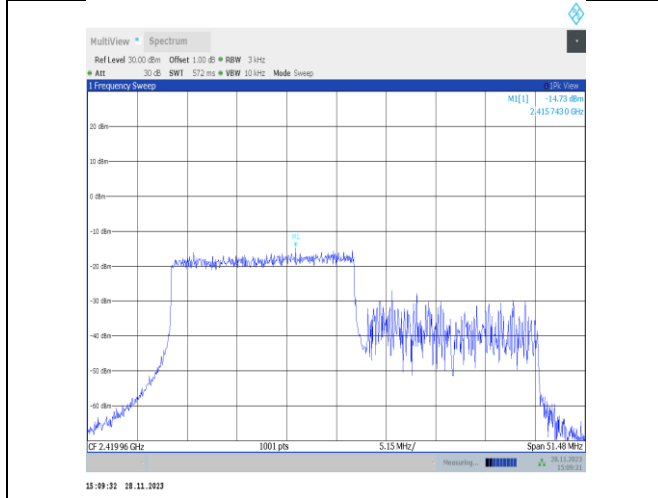 MultiView Spectrum
Ref Level 30.00 dBm Offset 1.00 dB RBW 3 kHz
Att 30 dB SWT 572 ms VBW 10 kHz Mode Sweep
1 Frequency Sweep 1Pk View
M1[1] -14.73 dBm
2.4157430 GHz
20 dBm
10 dBm
0 dBm
-10 dBm
M1
-20 dBm
-30 dBm
-40 dBm
-50 dBm
-60 dBm
CF 2.41996 GHz 1001 pts 5.15 MHz/ Span 51.48 MHz
Measuring... 28.11.2023
15:09:31
15:09:32 28.11.2023